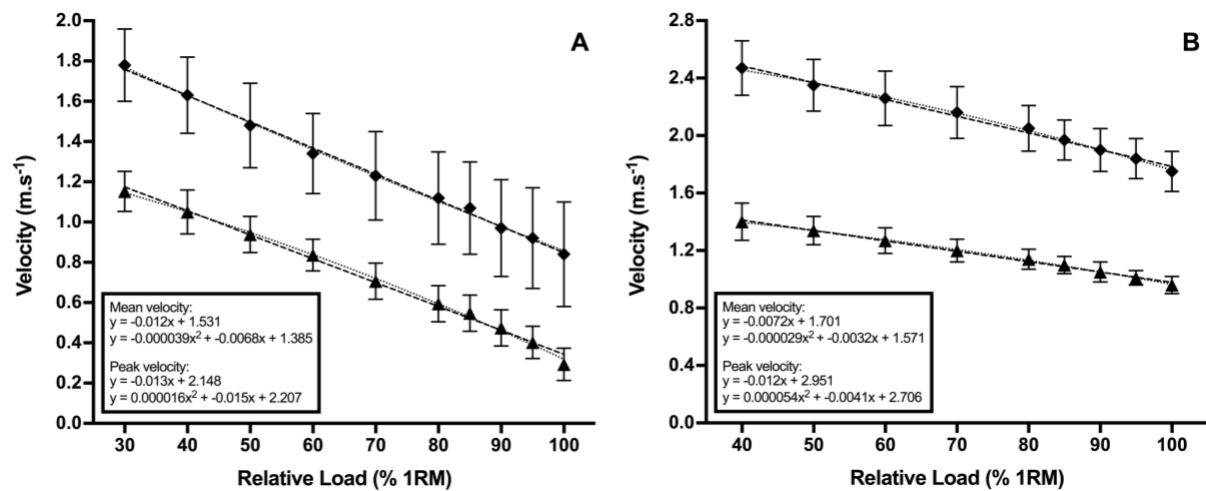 A
2.0
1.8
1.6
1.4
1.2
1.0
0.8
0.6
0.4
0.2
0.0
Velocity (m.s⁻¹)
Mean velocity:
y = -0.012x + 1.531
y = -0.000039x² + -0.0068x + 1.385
Peak velocity:
y = -0.013x + 2.148
y = 0.000016x² + -0.015x + 2.207
30 40 50 60 70 80 85 90 95 100
Relative Load (% 1RM)
B
2.8
2.4
2.0
1.6
1.2
0.8
0.4
0.0
Velocity (m.s⁻¹)
Mean velocity:
y = -0.0072x + 1.701
y = -0.000029x² + -0.0032x + 1.571
Peak velocity:
y = -0.012x + 2.951
y = 0.000054x² + -0.0041x + 2.706
40 50 60 70 80 85 90 95 100
Relative Load (% 1RM)